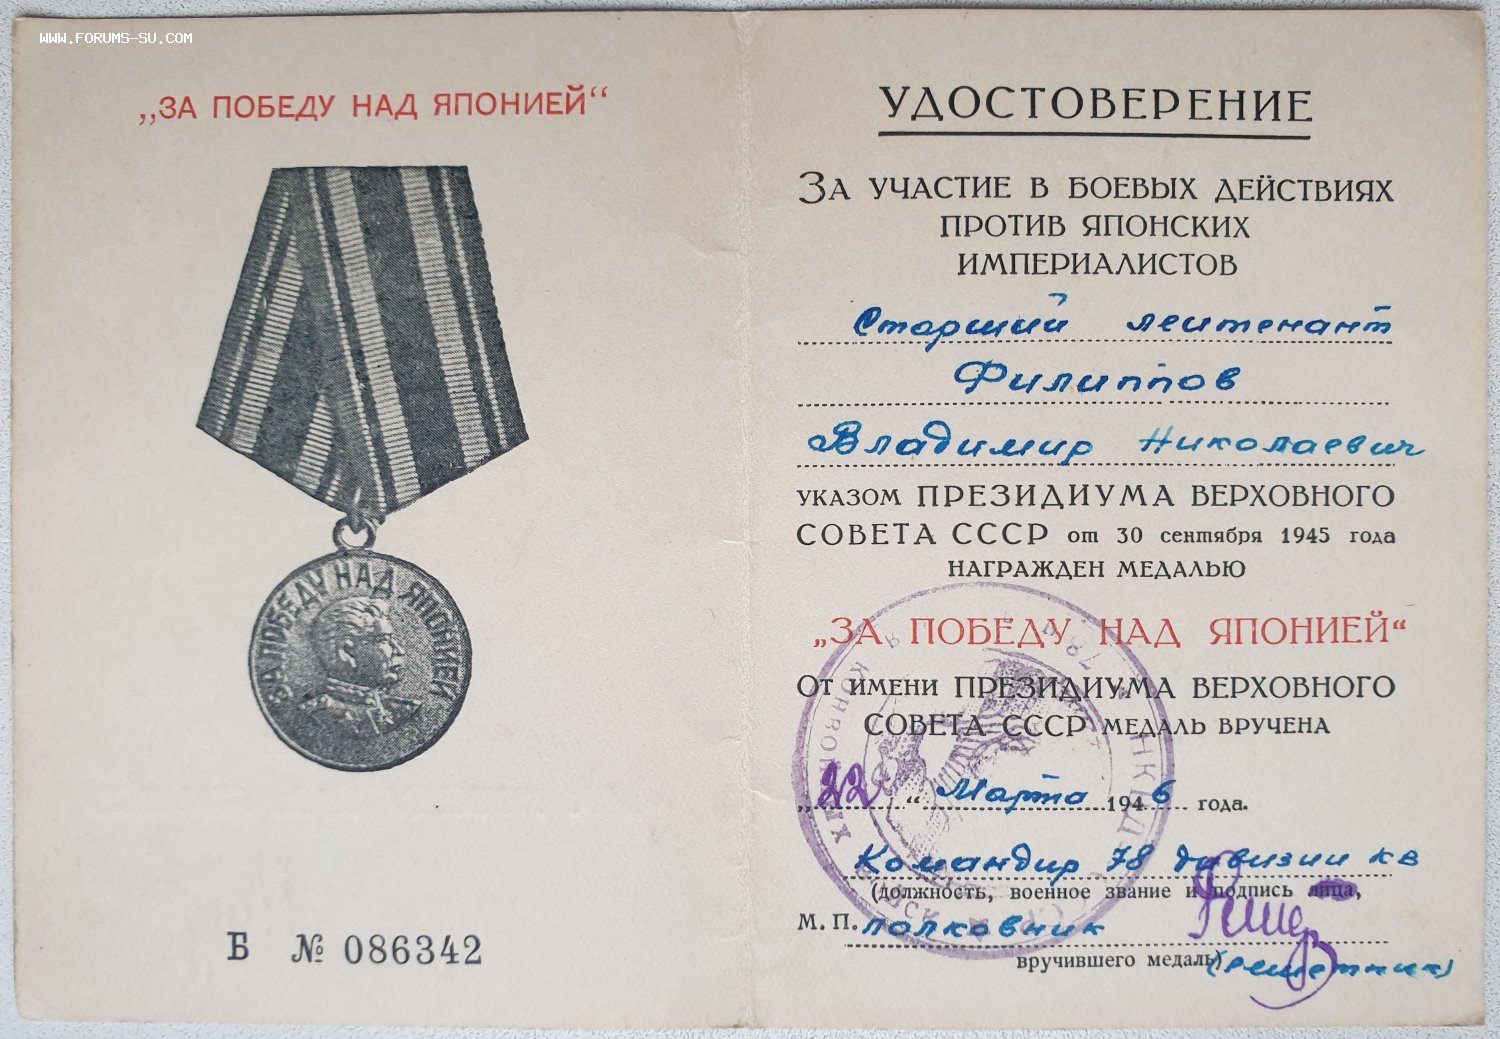 WWW.FORUMS-SU.COM
„ЗА ПОБЕДУ НАД ЯПОНИЕЙ“
ЗА ПОБЕДУ НАД ЯПОНИЕЙ
Б № 086342
УДОСТОВЕРЕНИЕ
ЗА УЧАСТИЕ В БОЕВЫХ ДЕЙСТВИЯХ
ПРОТИВ ЯПОНСКИХ
ИМПЕРИАЛИСТОВ
Старший лейтенант
Филиппов
Владимир Николаевич
УКАЗОМ ПРЕЗИДИУМА ВЕРХОВНОГО
СОВЕТА СССР от 30 сентября 1945 года
НАГРАЖДЕН МЕДАЛЬЮ
„ЗА ПОБЕДУ НАД ЯПОНИЕЙ“
ОТ ИМЕНИ ПРЕЗИДИУМА ВЕРХОВНОГО
СОВЕТА СССР МЕДАЛЬ ВРУЧЕНА
„22“ Марта 1946 года.
Командир 78 дивизии КВ
(должность, военное звание и подпись лица,
М. П. полковник
вручившего медаль)
НКВД СССР